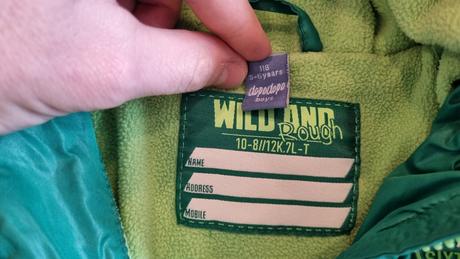 116
5-6years
dopodopo
boys
WILD AND
Rough
10-8//12K.7L-T
NAME
ADDRESS
MOBILE